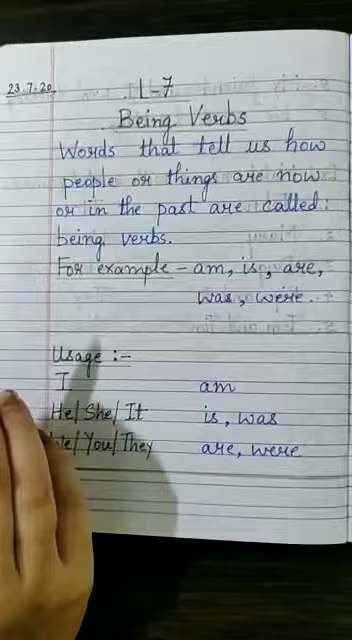 23.7.20.
L-7
Being Verbs
Words that tell us how
people or things are now
or in the past are called
being verbs.
For example - am, is, are,
was, were.
Usage :-
I am
He/She/It is, was
We/You/They are, were